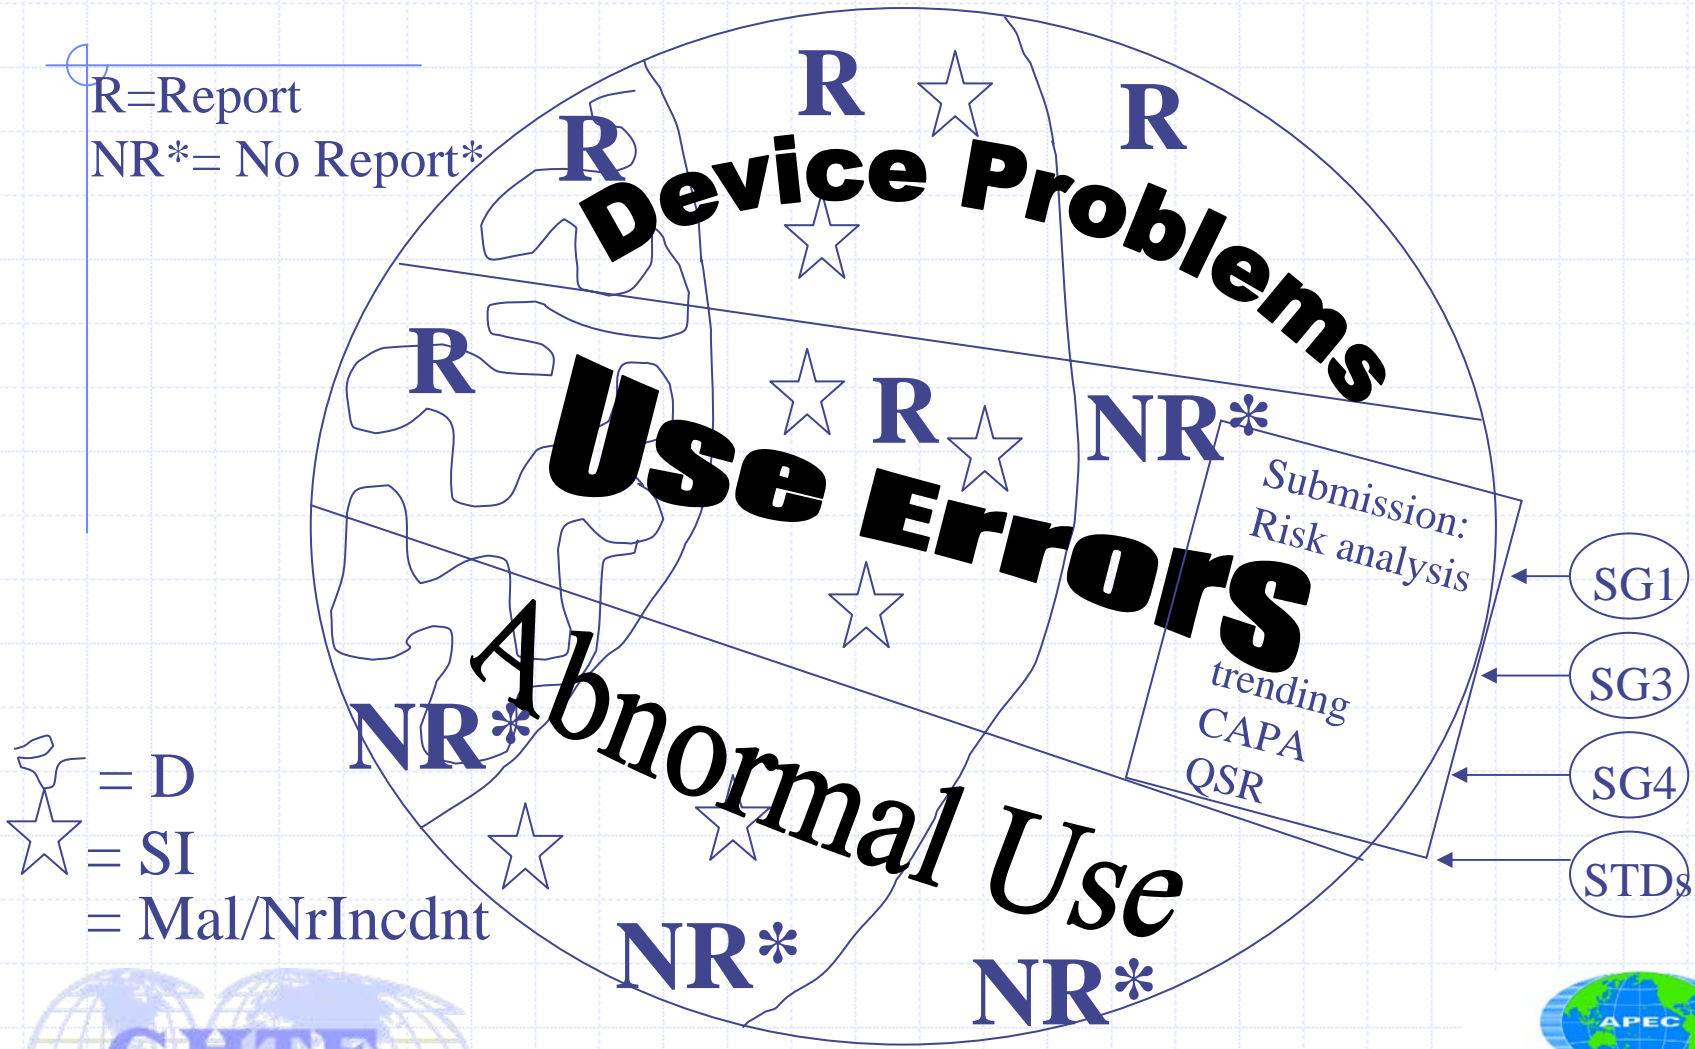 R=Report
NR*= No Report*
R
R
R
Device Problems
R
R
NR*
Use Errors
Submission:
Risk analysis
trending
CAPA
QSR
SG1
SG3
SG4
STDs
Abnormal Use
NR*
NR*
NR*
= D
= SI
= Mal/NrIncdnt
GHTF
APEC